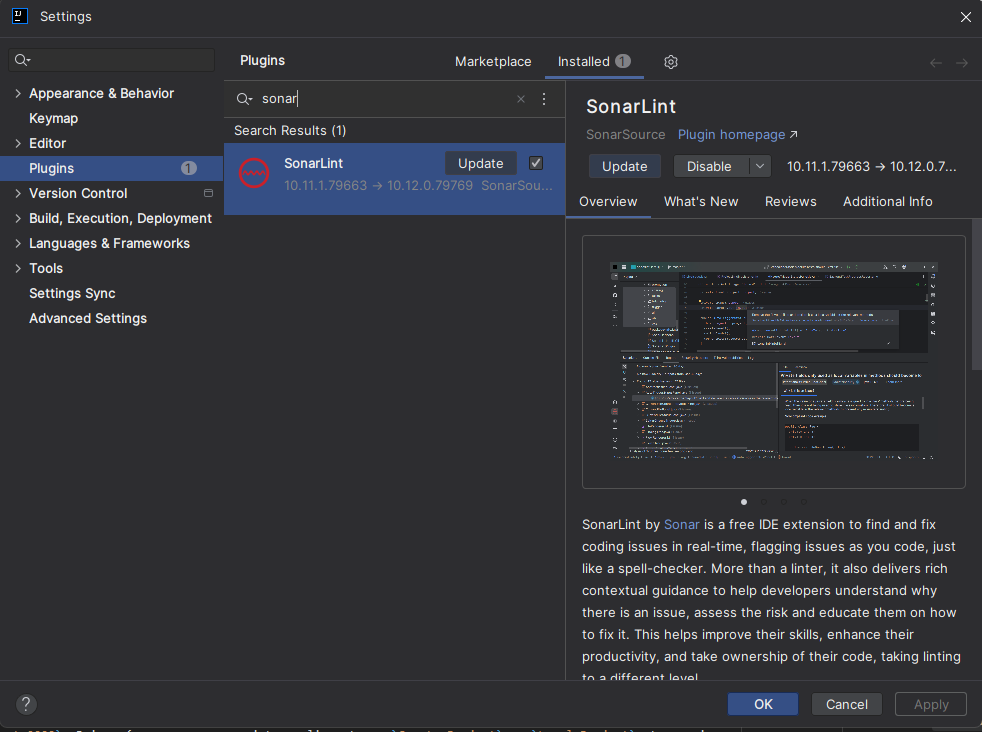 Settings
Plugins
Marketplace
Installed 1
sonar
Search Results (1)
Appearance & Behavior
Keymap
Editor
Plugins 1
Version Control
Build, Execution, Deployment
Languages & Frameworks
Tools
Settings Sync
Advanced Settings
SonarLint
Update
10.11.1.79663 → 10.12.0.79769 SonarSou...
SonarLint
SonarSource Plugin homepage ↗
Update
Disable
10.11.1.79663 → 10.12.0.7...
Overview
What's New
Reviews
Additional Info
SonarLint by Sonar is a free IDE extension to find and fix
coding issues in real-time, flagging issues as you code, just
like a spell-checker. More than a linter, it also delivers rich
contextual guidance to help developers understand why
there is an issue, assess the risk and educate them on how
to fix it. This helps improve their skills, enhance their
productivity, and take ownership of their code, taking linting
to a different level
?
OK
Cancel
Apply